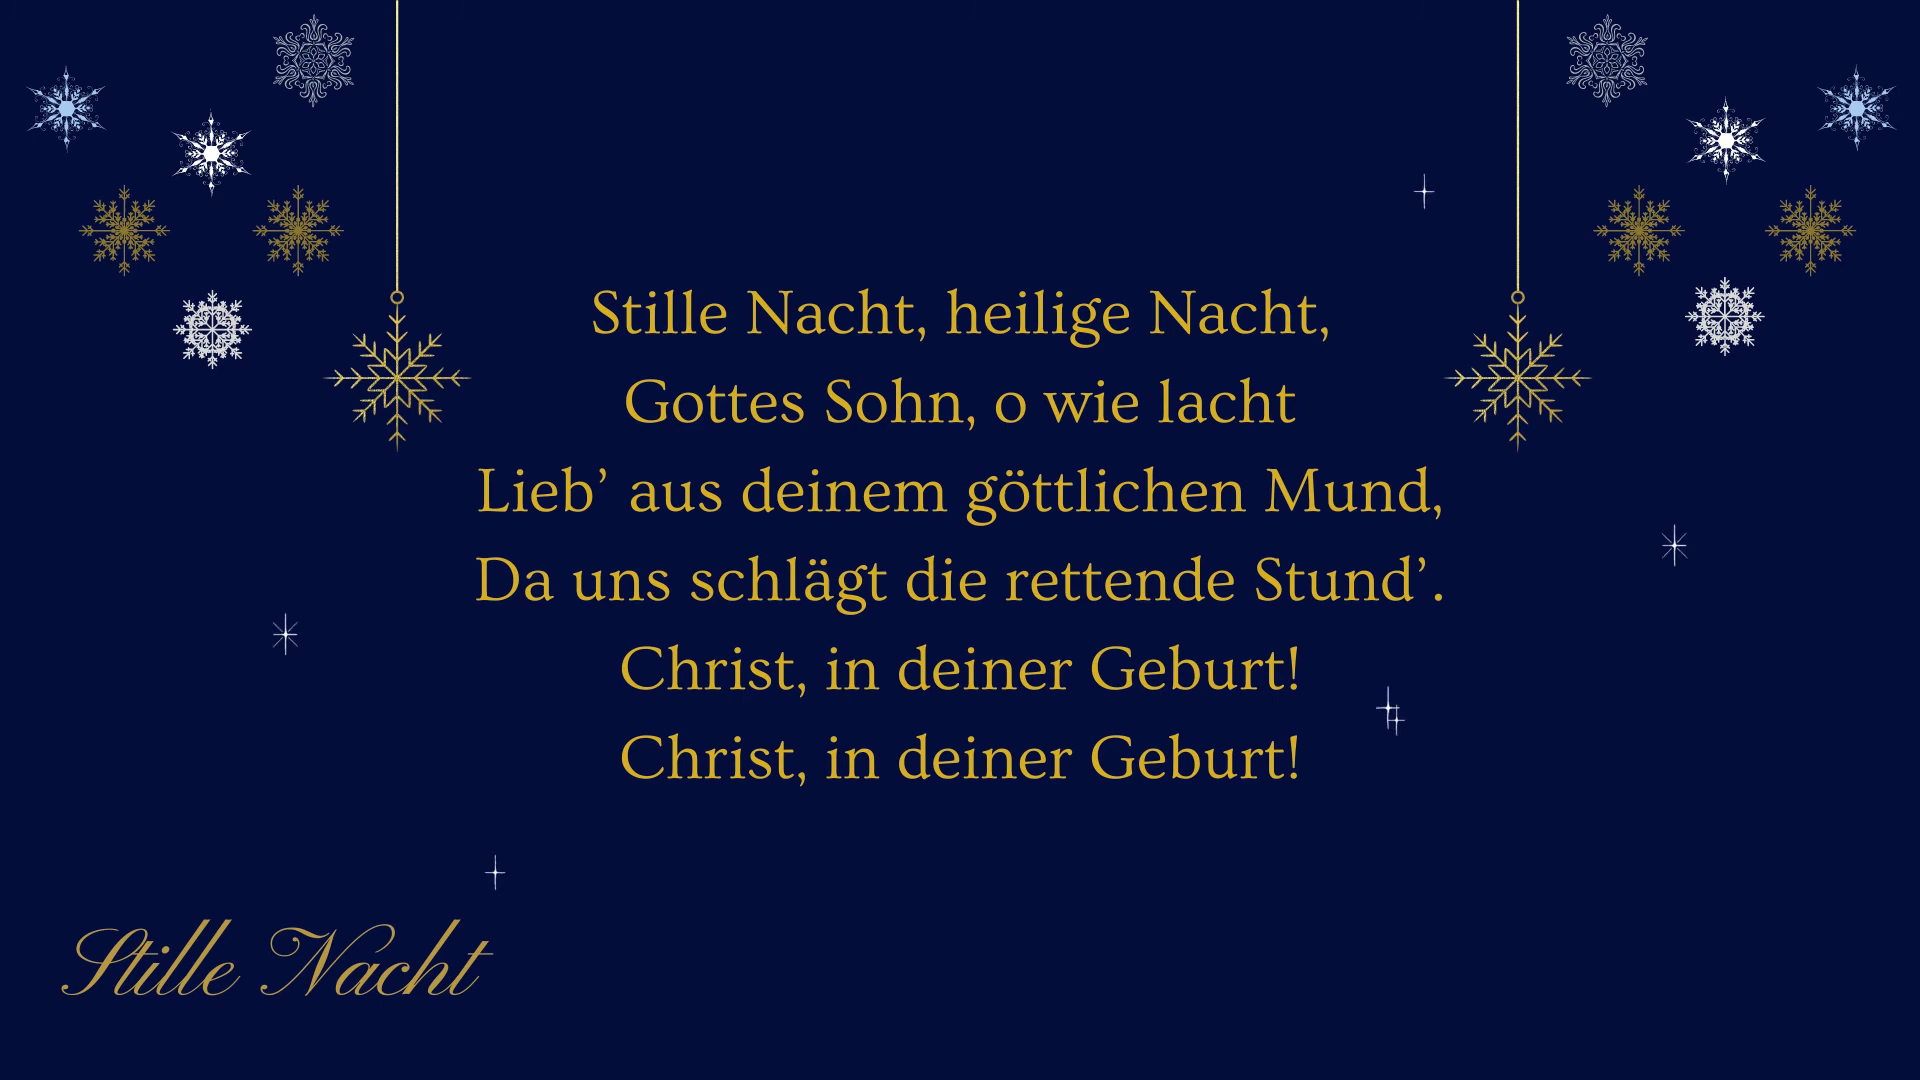 Stille Nacht, heilige Nacht,
Gottes Sohn, o wie lacht
Lieb’ aus deinem göttlichen Mund,
Da uns schlägt die rettende Stund’.
Christ, in deiner Geburt!
Christ, in deiner Geburt!
Stille Nacht